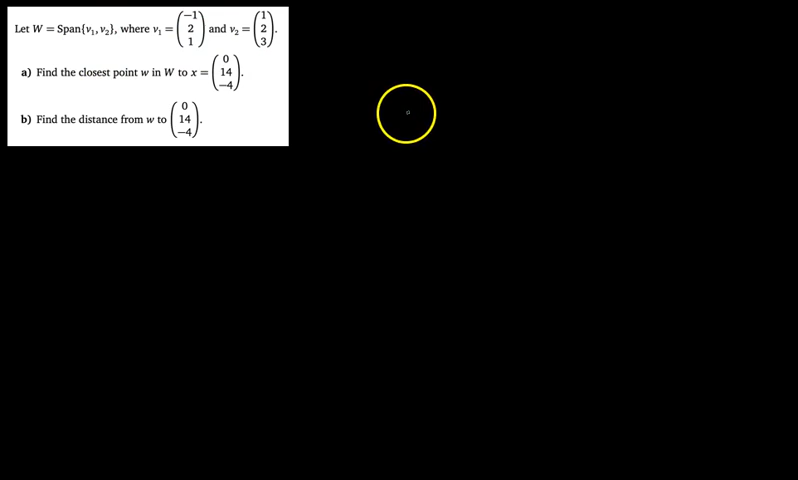 Let W = Span{v₁, v₂}, where v₁ = (−1 2 1) and v₂ = (1 2 3).
a) Find the closest point w in W to x = (0 14 −4).
b) Find the distance from w to (0 14 −4).